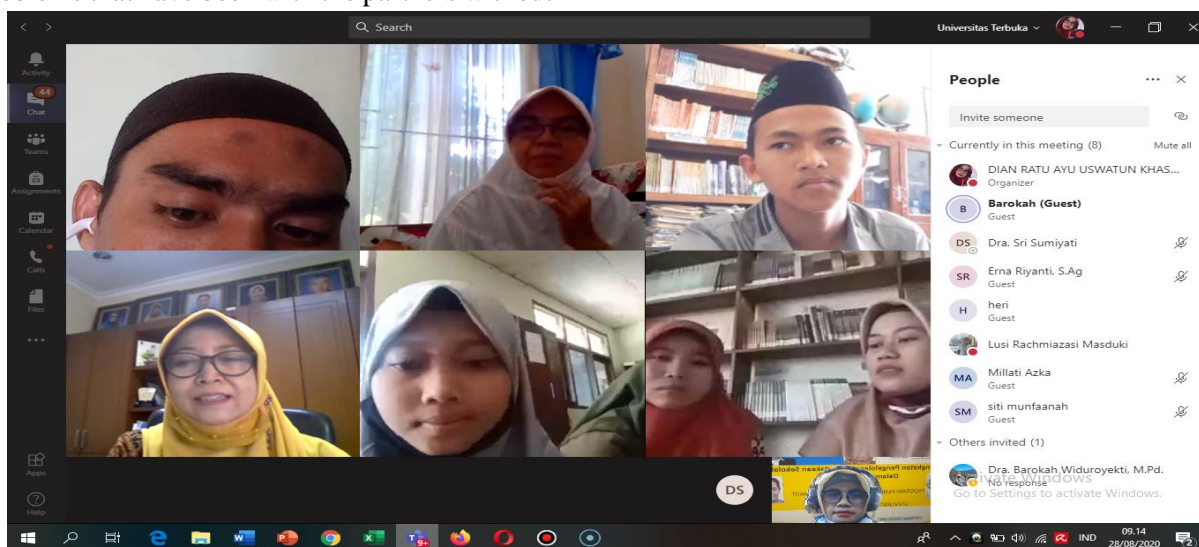 Search
Universitas Terbuka
Activity
44
Chat
Teams
Assignments
Calendar
Calls
Files
Apps
Help
DS
People
Invite someone
Currently in this meeting (8)
Mute all
DIAN RATU AYU USWATUN KHAS...
Organizer
B
Barokah (Guest)
Guest
DS
Dra. Sri Sumiyati
SR
Erna Riyanti. S.Ag
Guest
H
heri
Guest
Lusi Rachmiazasi Masduki
MA
Millati Azka
Guest
SM
siti munfaanah
Guest
Others invited (1)
Dra. Barokah Widuroyekti, M.Pd.
No response
Go to Settings to activate Windows.
9+
IND
09.14
28/08/2020